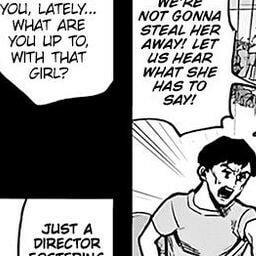 YOU, LATELY...
WHAT ARE
YOU UP TO,
WITH THAT
GIRL?
WE'RE
NOT GONNA
STEAL HER
AWAY! LET
US HEAR
WHAT SHE
HAS TO
SAY!
JUST A
DIRECTOR
FOSTERING